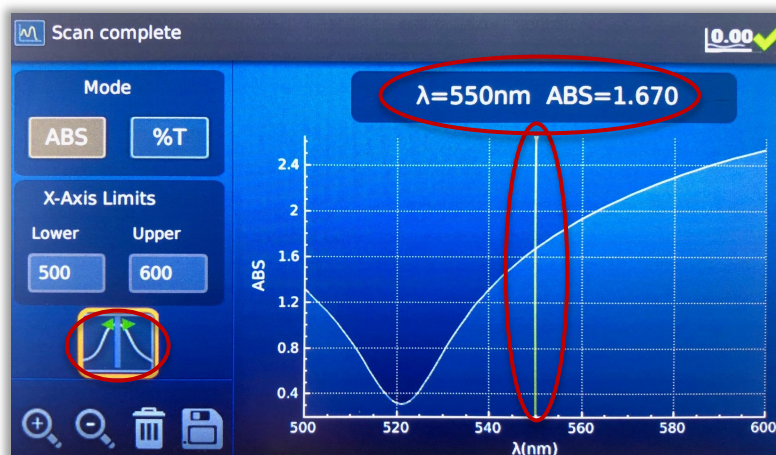 Scan complete
0.00
Mode
ABS
%T
X-Axis Limits
Lower
Upper
500
600
λ=550nm ABS=1.670
2.4
2
1.6
1.2
0.8
0.4
ABS
500
520
540
560
580
600
λ(nm)